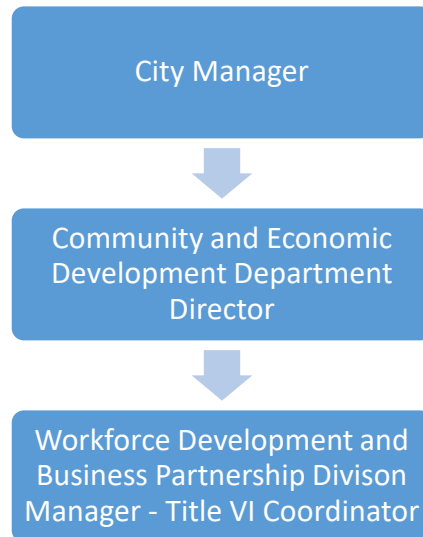 City Manager
Community and Economic
Development Department
Director
Workforce Development and
Business Partnership Divison
Manager - Title VI Coordinator